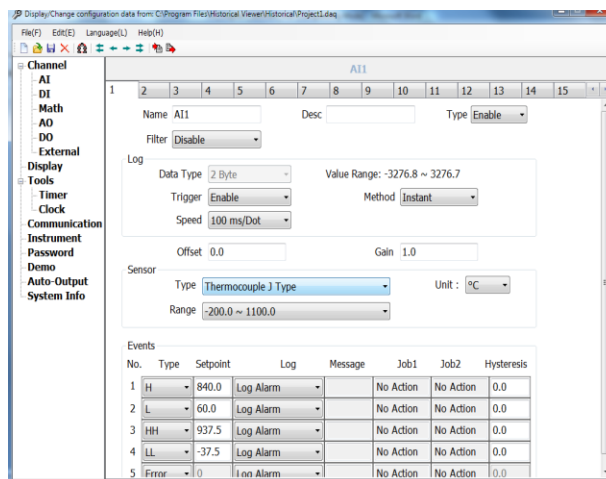 Display/Change configuration data from: C:\Program Files\Historical Viewer\Historical\Project1.daq
File(F) Edit(E) Language(L) Help(H)
Channel
AI
DI
Math
AO
DO
External
Display
Tools
Timer
Clock
Communication
Instrument
Password
Demo
Auto-Output
System Info
AI1
1 2 3 4 5 6 7 8 9 10 11 12 13 14 15
Name AI1 Desc Type Enable
Filter Disable
Log
Data Type 2 Byte Value Range: -3276.8 ~ 3276.7
Trigger Enable Method Instant
Speed 100 ms/Dot
Offset 0.0 Gain 1.0
Sensor
Type Thermocouple J Type Unit : °C
Range -200.0 ~ 1100.0
Events
No. Type Setpoint Log Message Job1 Job2 Hysteresis
1 H 840.0 Log Alarm No Action No Action 0.0
2 L 60.0 Log Alarm No Action No Action 0.0
3 HH 937.5 Log Alarm No Action No Action 0.0
4 LL -37.5 Log Alarm No Action No Action 0.0
5 Error 0 Log Alarm No Action No Action 0.0